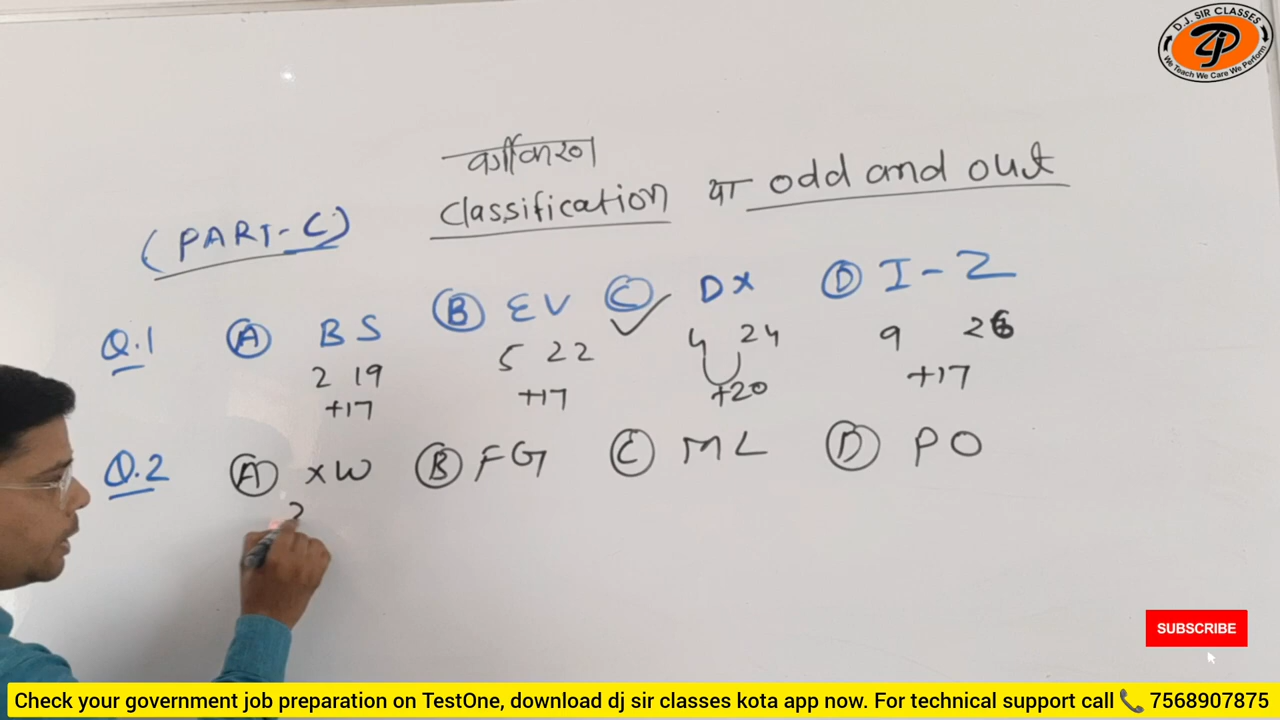 D.J. SIR CLASSES
We Teach We Care We Perform
वर्गीकरण
classification या odd and out
(PART-C)
Q.1 (A) BS (B) EV (C) DX (D) I-Z
2 19 5 22 4 24 9 26
+17 +17 +20 +17
Q.2 (A) XW (B) FG (C) ML (D) PO
2
SUBSCRIBE
Check your government job preparation on TestOne, download dj sir classes kota app now. For technical support call 7568907875